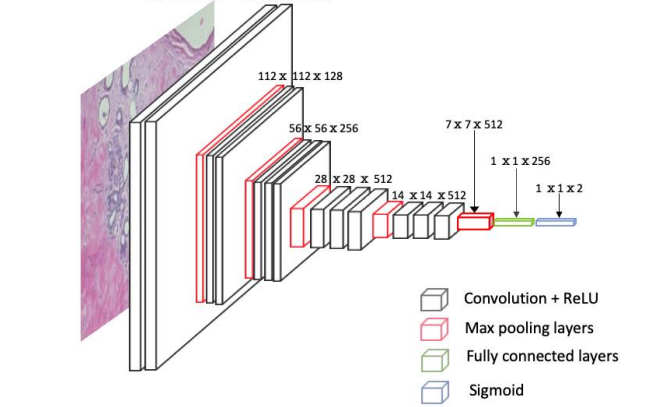 112 x 112 x 128
56 x 56 x 256
28 x 28 x 512
14 x 14 x 512
7 x 7 x 512
1 x 1 x 256
1 x 1 x 2
Convolution + ReLU
Max pooling layers
Fully connected layers
Sigmoid